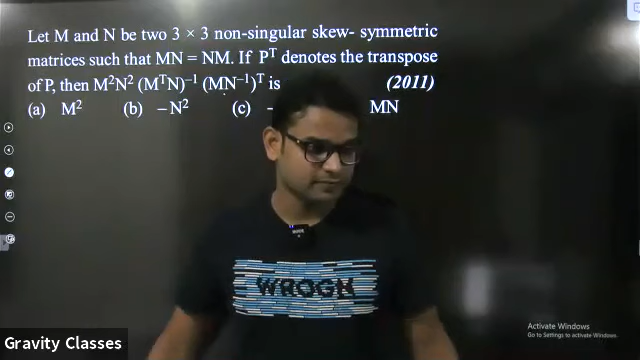 Let M and N be two 3 × 3 non-singular skew- symmetric
matrices such that MN = NM. If Pᵀ denotes the transpose
of P, then M²N² (MᵀN)⁻¹ (MN⁻¹)ᵀ is
(2011)
(a) M² (b) – N² (c) – MN
WROGN
Activate Windows
Go to Settings to activate Windows.
Gravity Classes